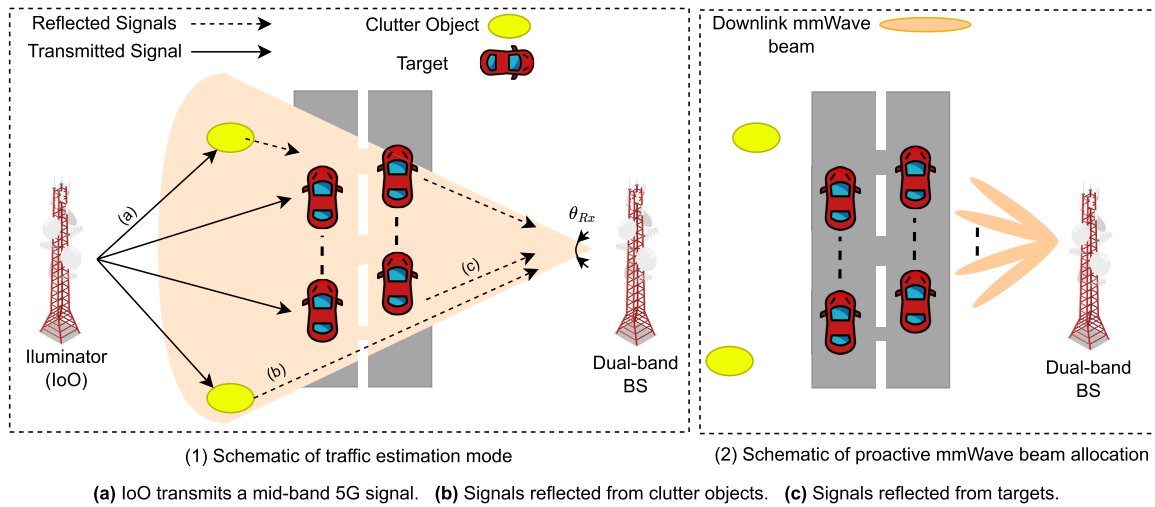 Reflected Signals
Transmitted Signal
Clutter Object
Target
Downlink mmWave
beam
(a)
(b)
(c)
θRx
Iluminator
(IoO)
Dual-band
BS
Dual-band
BS
(1) Schematic of traffic estimation mode
(2) Schematic of proactive mmWave beam allocation
(a) IoO transmits a mid-band 5G signal. (b) Signals reflected from clutter objects. (c) Signals reflected from targets.